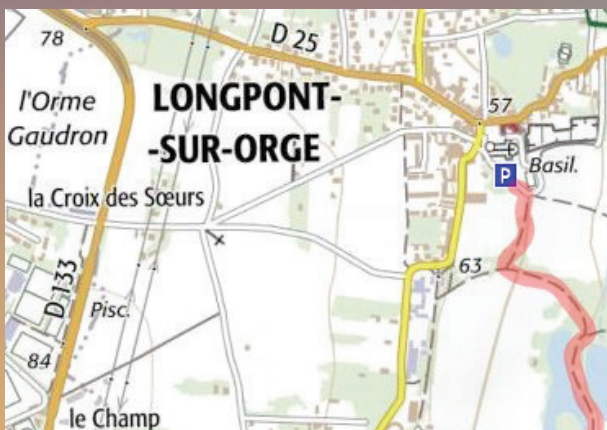 78
D 25
l'Orme
Gaudron
LONGPONT-
-SUR-ORGE
57
Basil.
P
la Croix des Sœurs
63
D 133
Pisc.
84
le Champ